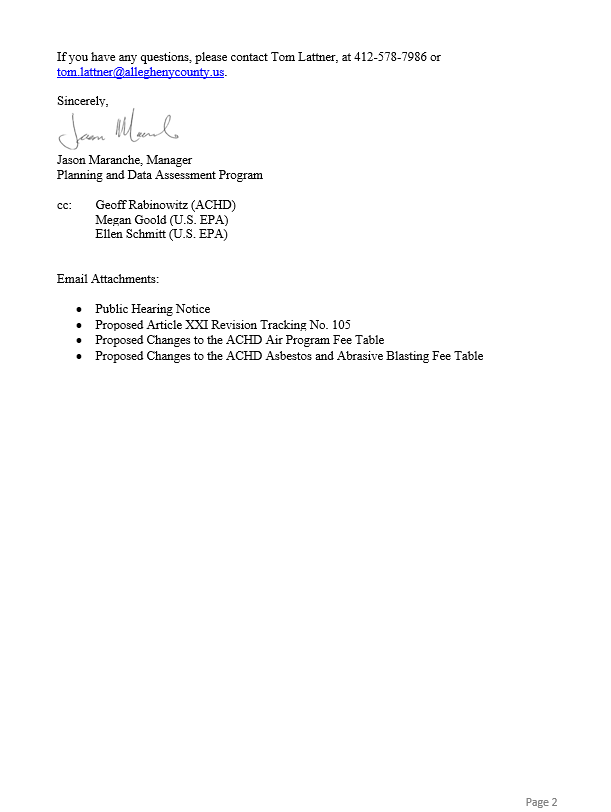 If you have any questions, please contact Tom Lattner, at 412-578-7986 or
tom.lattner@alleghenycounty.us.
Sincerely,
Jason Maranche, Manager
Planning and Data Assessment Program
cc: Geoff Rabinowitz (ACHD)
Megan Goold (U.S. EPA)
Ellen Schmitt (U.S. EPA)
Email Attachments:
• Public Hearing Notice
• Proposed Article XXI Revision Tracking No. 105
• Proposed Changes to the ACHD Air Program Fee Table
• Proposed Changes to the ACHD Asbestos and Abrasive Blasting Fee Table
Page 2